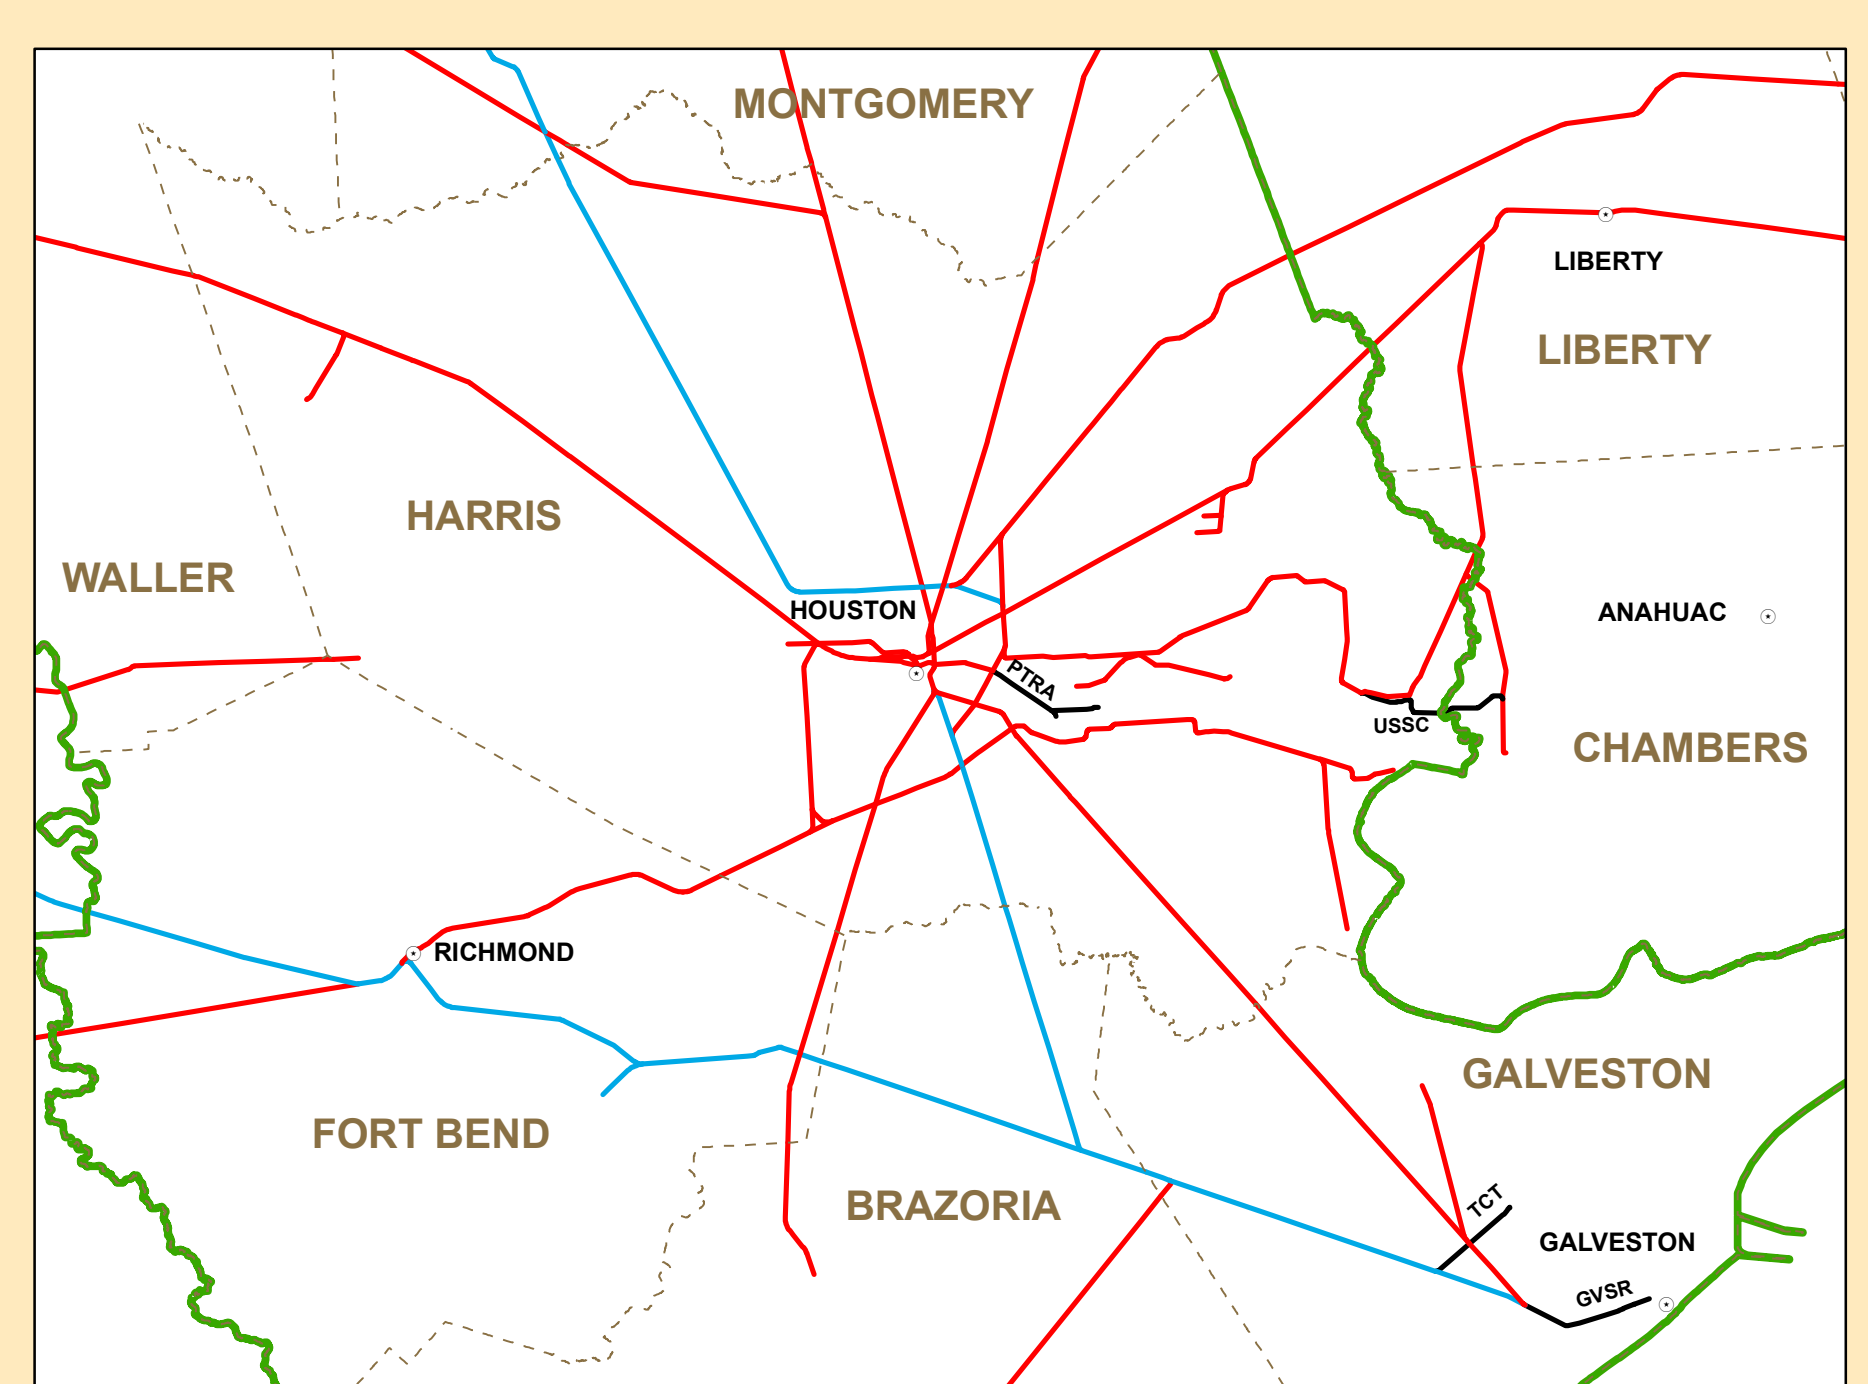 MONTGOMERY
LIBERTY
LIBERTY
HARRIS
WALLER
HOUSTON
ANAHUAC
PTRA
USSC
CHAMBERS
RICHMOND
GALVESTON
FORT BEND
BRAZORIA
TCT
GALVESTON
GVSR